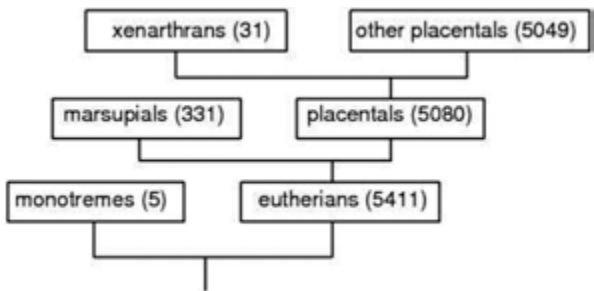 xenarthrans (31)
other placentals (5049)
marsupials (331)
placentals (5080)
monotremes (5)
eutherians (5411)